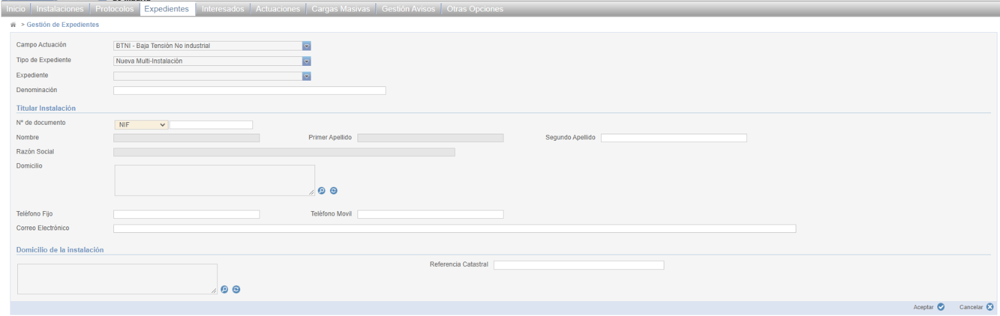 Inicio Instalaciones Protocolos Expedientes Interesados Actuaciones Cargas Masivas Gestión Avisos Otras Opciones
> Gestión de Expedientes
Campo Actuación BTNI - Baja Tensión No industrial
Tipo de Expediente Nueva Multi-Instalación
Expediente
Denominación
Titular Instalación
Nº de documento NIF
Nombre Primer Apellido Segundo Apellido
Razón Social
Domicilio
Teléfono Fijo Teléfono Movil
Correo Electrónico
Domicilio de la instalación
Referencia Catastral
Aceptar Cancelar